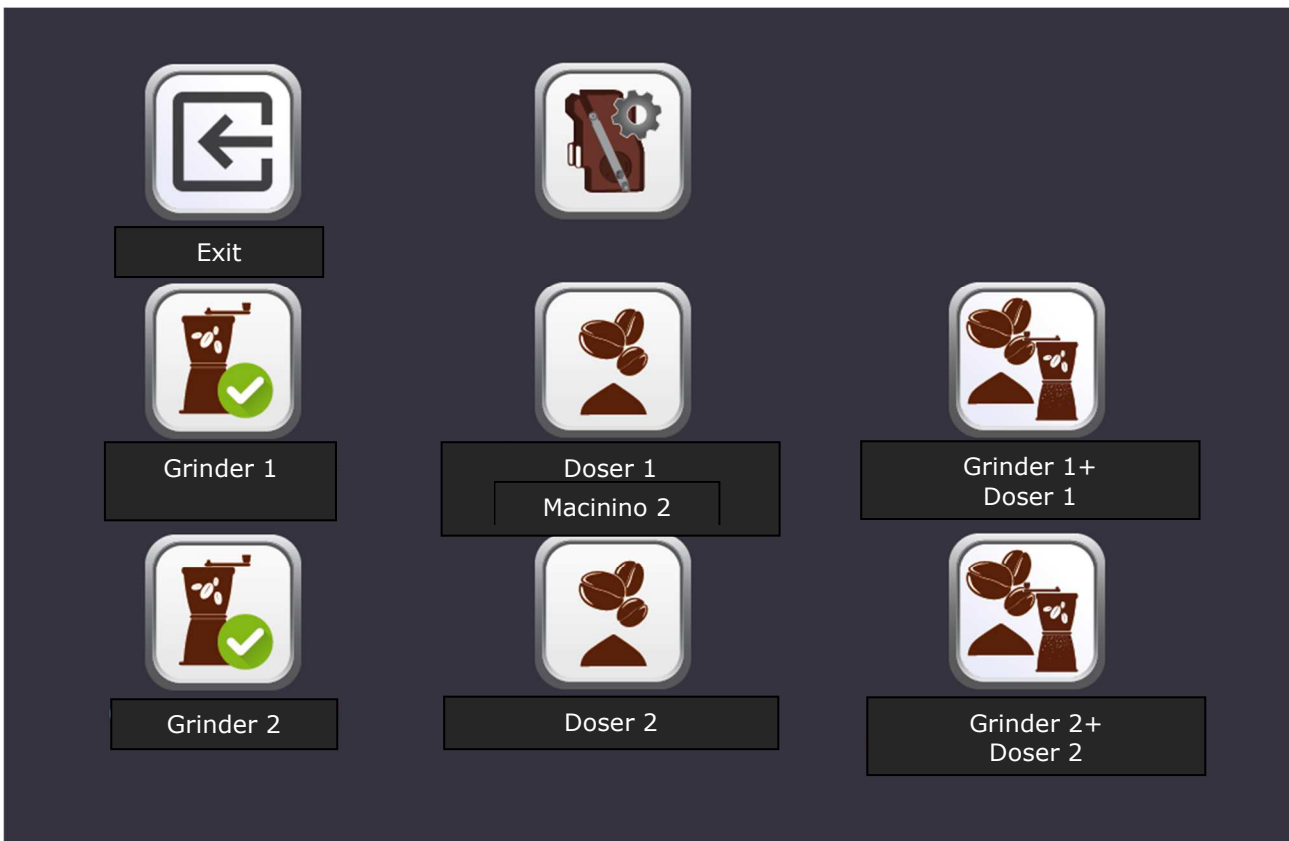 Exit
Grinder 1
Doser 1
Macinino 2
Grinder 1+
Doser 1
Grinder 2
Doser 2
Grinder 2+
Doser 2